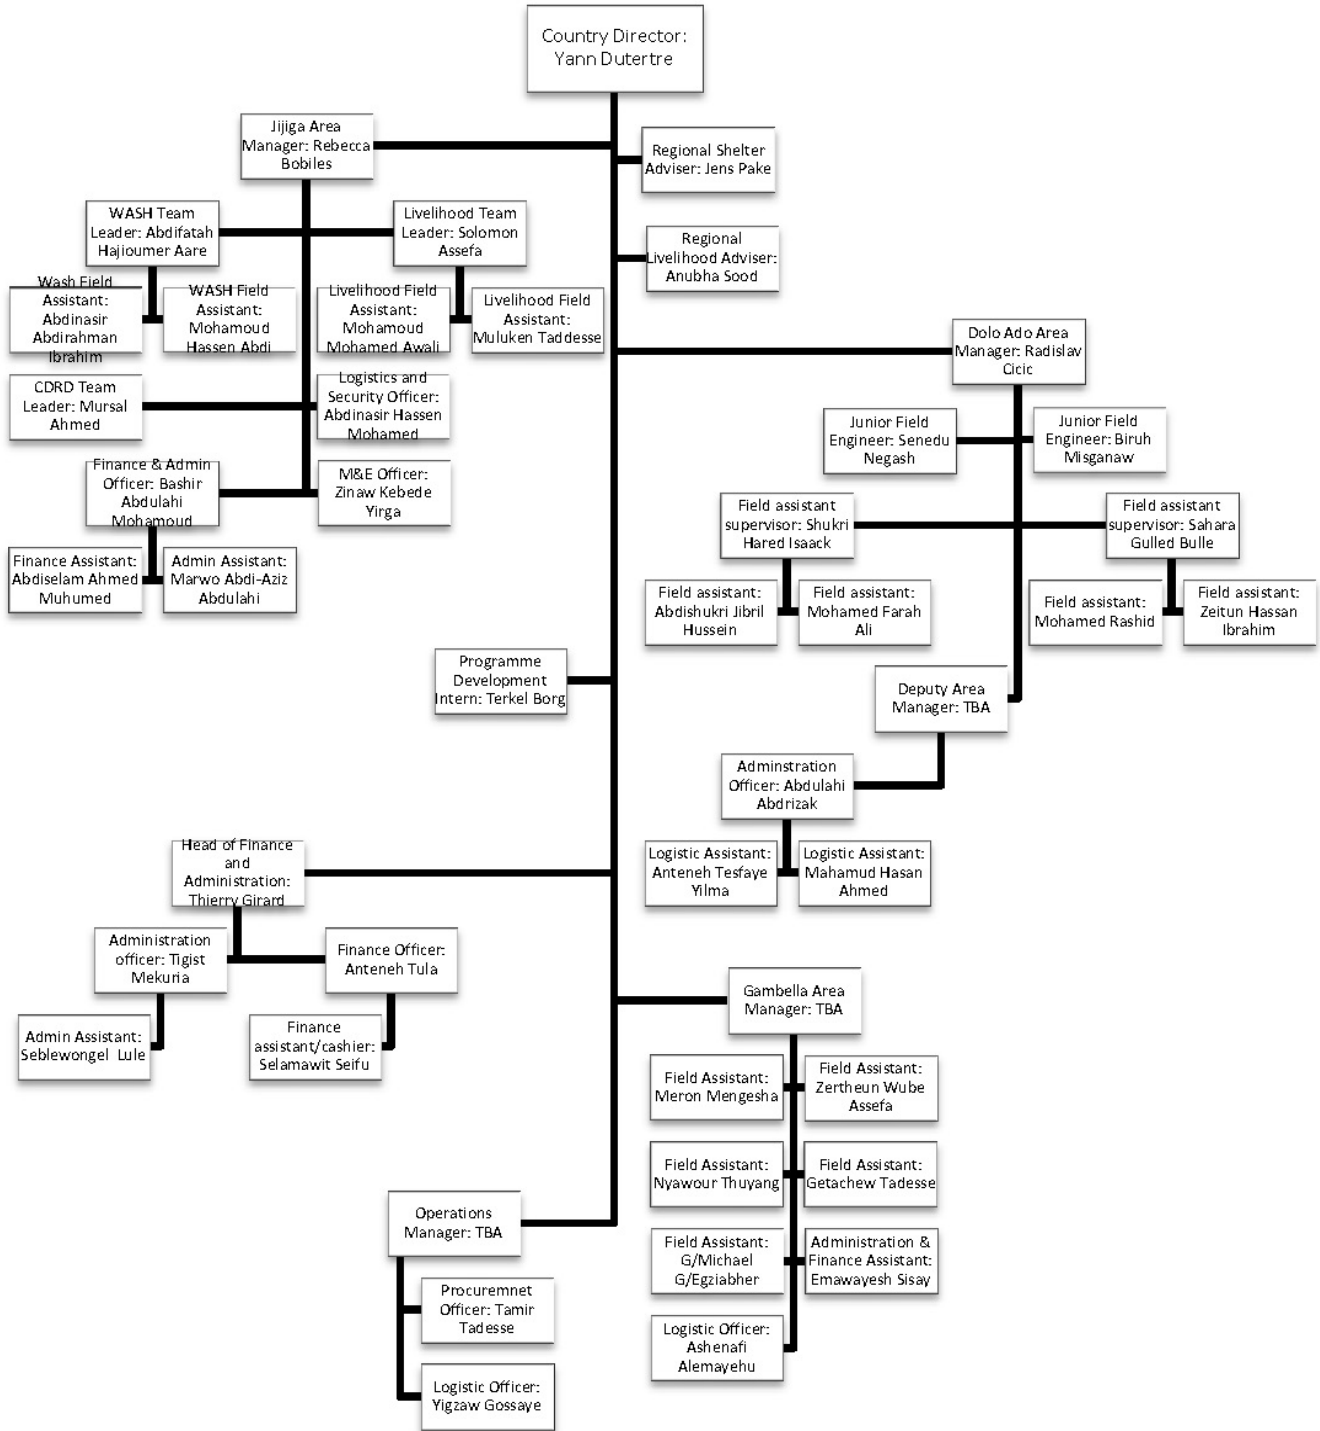 Country Director:
Yann Dutertre
Jijiga Area
Manager: Rebecca
Bobiles
Regional Shelter
Adviser: Jens Pake
WASH Team
Leader: Abdifatah
Hajioumer Aare
Livelihood Team
Leader: Solomon
Assefa
Regional
Livelihood Adviser:
Anubha Sood
Wash Field
Assistant:
Abdinasir
Abdirahman
Ibrahim
WASH Field
Assistant:
Mohamoud
Hassen Abdi
Livelihood Field
Assistant:
Mohamoud
Mohamed Awali
Livelihood Field
Assistant:
Muluken Taddesse
Dolo Ado Area
Manager: Radislav
Cicic
CDRD Team
Leader: Mursal
Ahmed
Logistics and
Security Officer:
Abdinasir Hassen
Mohamed
Junior Field
Engineer: Senedu
Negash
Junior Field
Engineer: Biruh
Misganaw
Finance & Admin
Officer: Bashir
Abdulahi
Mohamoud
M&E Officer:
Zinaw Kebede
Yirga
Field assistant
supervisor: Shukri
Hared Isaack
Field assistant
supervisor: Sahara
Gulled Bulle
Finance Assistant:
Abdiselam Ahmed
Muhumed
Admin Assistant:
Marwo Abdi-Aziz
Abdulahi
Field assistant:
Abdishukri Jibril
Hussein
Field assistant:
Mohamed Farah
Ali
Field assistant:
Mohamed Rashid
Field assistant:
Zeitun Hassan
Ibrahim
Programme
Development
Intern: Terkel Borg
Deputy Area
Manager: TBA
Adminstration
Officer: Abdulahi
Abdrizak
Head of Finance
and
Administration:
Thierry Girard
Logistic Assistant:
Anteneh Tesfaye
Yilma
Logistic Assistant:
Mahamud Hasan
Ahmed
Administration
officer: Tigist
Mekuria
Finance Officer:
Anteneh Tula
Gambella Area
Manager: TBA
Admin Assistant:
Seblewongel Lule
Finance
assistant/cashier:
Selamawit Seifu
Field Assistant:
Meron Mengesha
Field Assistant:
Zertheun Wube
Assefa
Field Assistant:
Nyawour Thuyang
Field Assistant:
Getachew Tadesse
Operations
Manager: TBA
Field Assistant:
G/Michael
G/Egziabher
Administration &
Finance Assistant:
Emawayesh Sisay
Procuremnet
Officer: Tamir
Tadesse
Logistic Officer:
Ashenafi
Alemayehu
Logistic Officer:
Yigzaw Gossaye